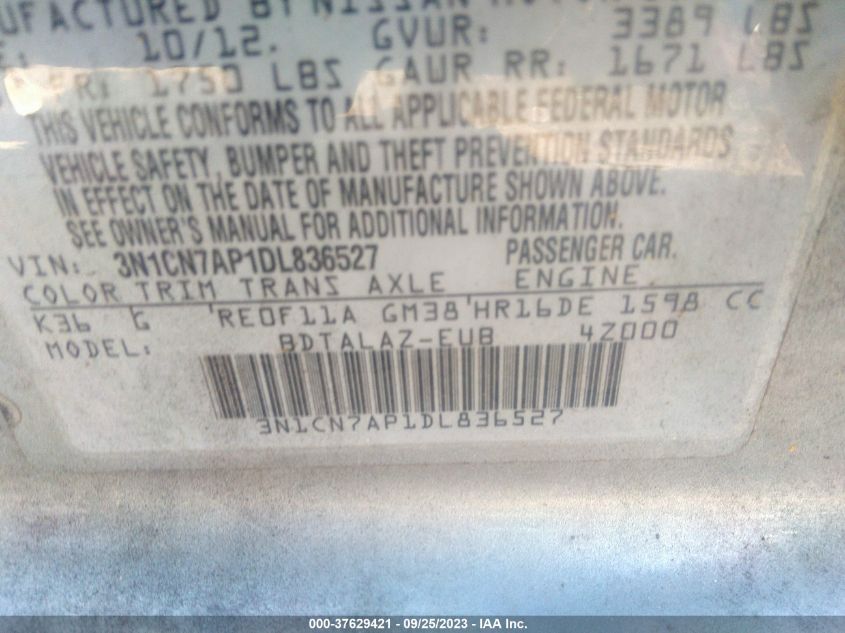 UFACTURED BY NISSAN MOTOR
10/12. GVWR: 3389 LBS
FR: 1750 LBS GAWR RR: 1671 LBS
THIS VEHICLE CONFORMS TO ALL APPLICABLE FEDERAL MOTOR
VEHICLE SAFETY, BUMPER AND THEFT PREVENTION STANDARDS
IN EFFECT ON THE DATE OF MANUFACTURE SHOWN ABOVE.
SEE OWNER'S MANUAL FOR ADDITIONAL INFORMATION.
VIN: 3N1CN7AP1DL836527 PASSENGER CAR.
COLOR TRIM TRANS AXLE ENGINE
K36 G RE0F11A GM38 HR16DE 1598 CC
MODEL: BDTALAZ-EUB 4Z000
3N1CN7AP1DL836527
000-37629421 - 09/25/2023 - IAA Inc.